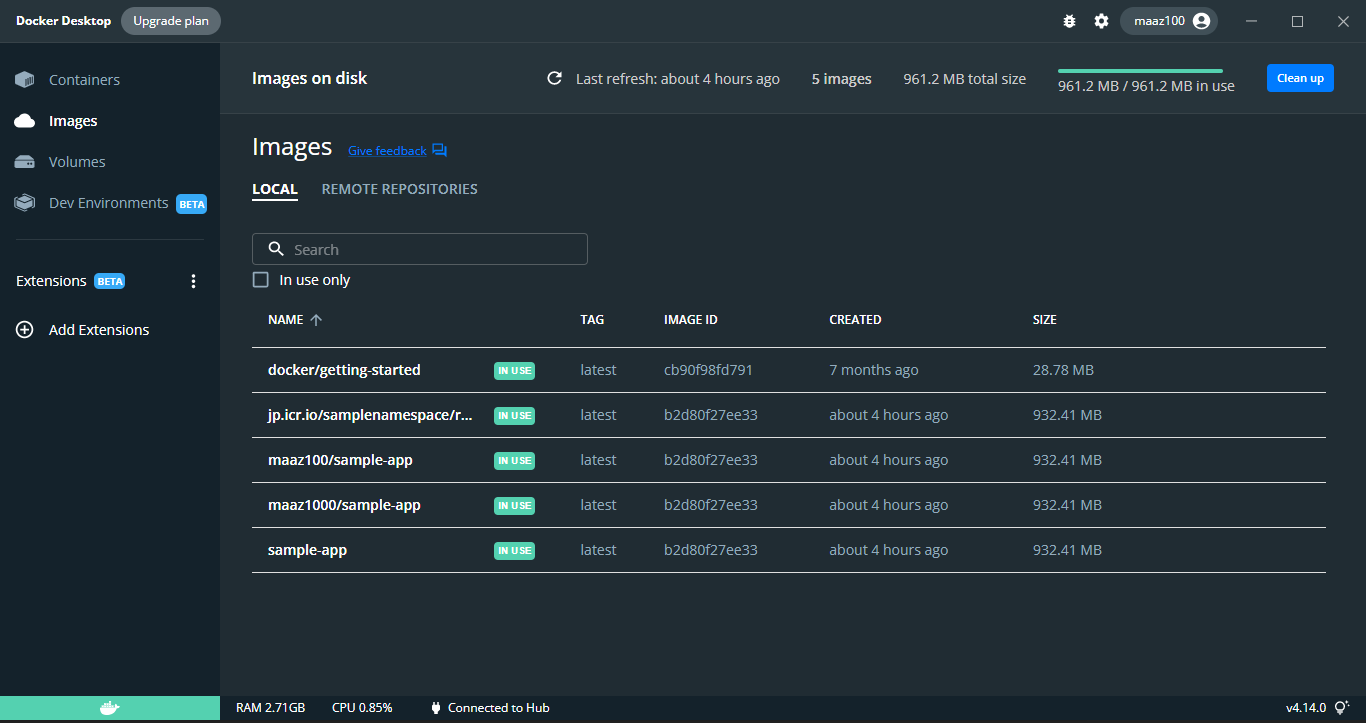 Docker Desktop Upgrade plan maaz100
Containers
Images
Volumes
Dev Environments BETA
Extensions BETA
Add Extensions
Images on disk Last refresh: about 4 hours ago 5 images 961.2 MB total size 961.2 MB / 961.2 MB in use Clean up
Images Give feedback
LOCAL REMOTE REPOSITORIES
Search
In use only
NAME TAG IMAGE ID CREATED SIZE
docker/getting-started IN USE latest cb90f98fd791 7 months ago 28.78 MB
jp.icr.io/samplenamespace/r... IN USE latest b2d80f27ee33 about 4 hours ago 932.41 MB
maaz100/sample-app IN USE latest b2d80f27ee33 about 4 hours ago 932.41 MB
maaz1000/sample-app IN USE latest b2d80f27ee33 about 4 hours ago 932.41 MB
sample-app IN USE latest b2d80f27ee33 about 4 hours ago 932.41 MB
RAM 2.71GB CPU 0.85% Connected to Hub v4.14.0